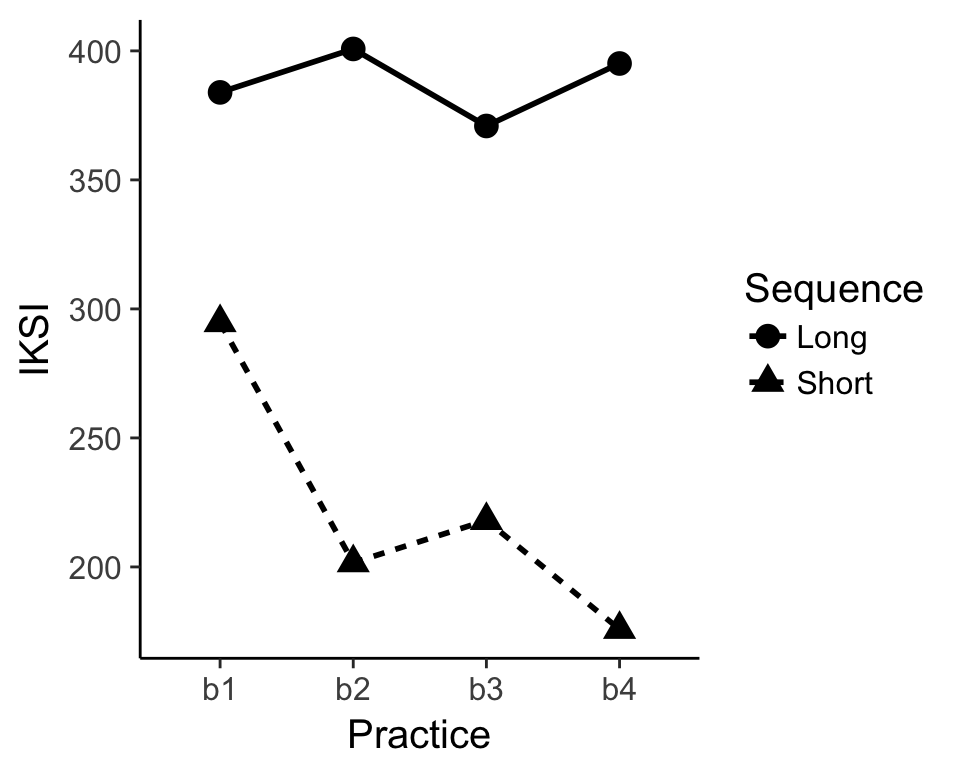 400
350
300
250
200
IKSI
b1 b2 b3 b4
Practice
Sequence
Long
Short